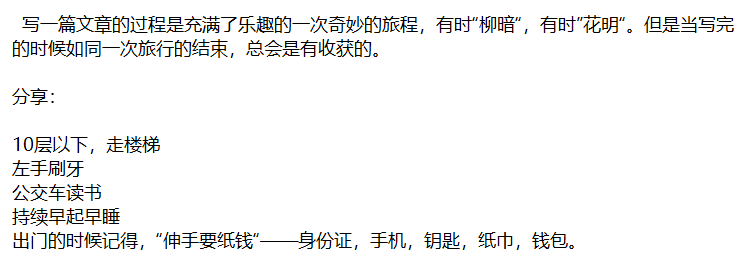 写一篇文章的过程是充满了乐趣的一次奇妙的旅程，有时“柳暗”，有时”花明“。但是当写完
的时候如同一次旅行的结束，总会是有收获的。
分享：
10层以下，走楼梯
左手刷牙
公交车读书
持续早起早睡
出门的时候记得，“伸手要纸钱“——身份证，手机，钥匙，纸巾，钱包。